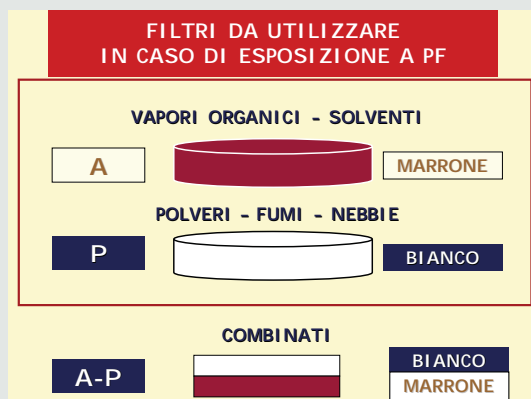 FILTRI DA UTILIZZARE
IN CASO DI ESPOSIZIONE A PF
VAPORI ORGANICI - SOLVENTI
A
MARRONE
POLVERI - FUMI - NEBBIE
P
BIANCO
COMBINATI
A-P
BIANCO
MARRONE